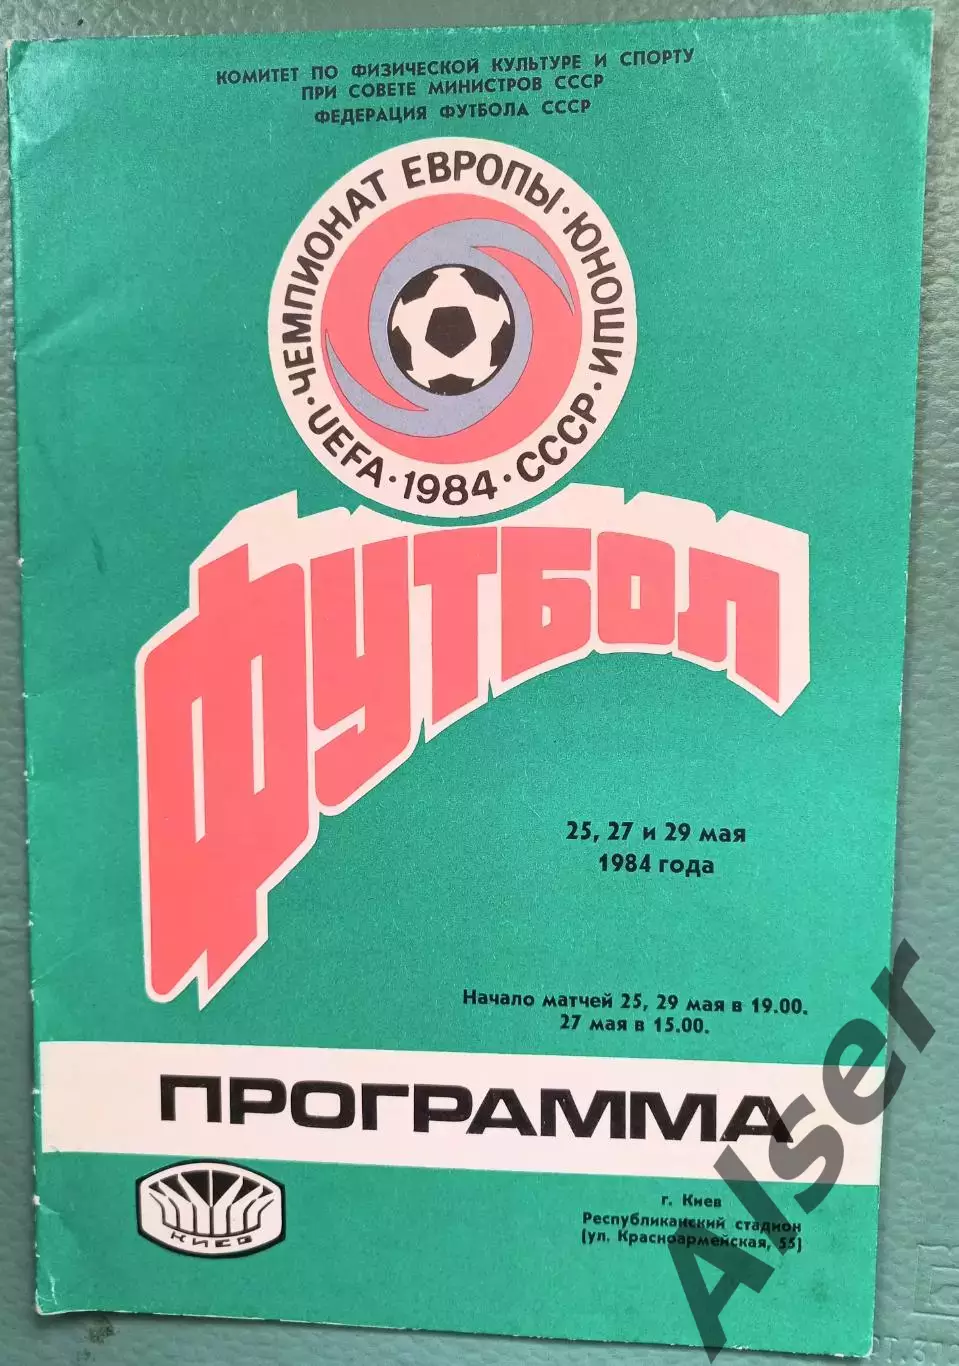 КОМИТЕТ ПО ФИЗИЧЕСКОЙ КУЛЬТУРЕ И СПОРТУ
ПРИ СОВЕТЕ МИНИСТРОВ СССР
ФЕДЕРАЦИЯ ФУТБОЛА СССР
ЧЕМПИОНАТ ЕВРОПЫ · ЮНОШИ ·
UEFA · 1984 · СССР
ФУТБОЛ
25, 27 и 29 мая
1984 года
Начало матчей 25, 29 мая в 19.00.
27 мая в 15.00.
ПРОГРАММА
КИЕВ
г. Киев
Республиканский стадион
(ул. Красноармейская, 55)
Alser